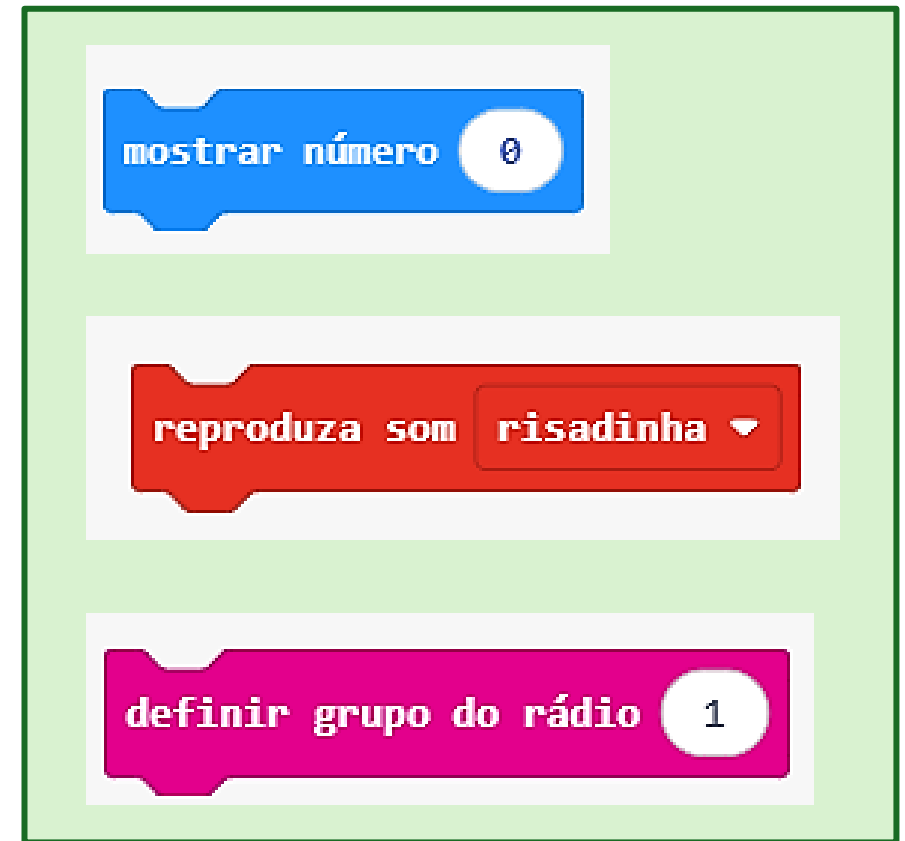 mostrar número 0
reproduza som risadinha
definir grupo do rádio 1